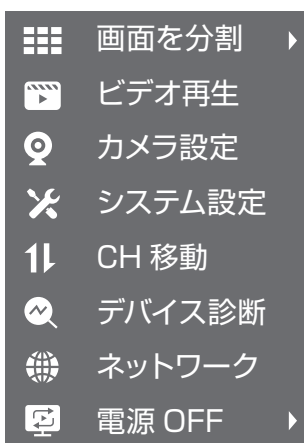 画面を分割
ビデオ再生
カメラ設定
システム設定
CH 移動
デバイス診断
ネットワーク
電源 OFF